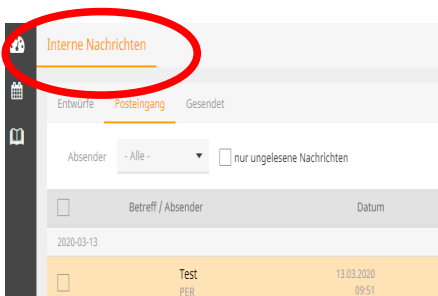 Interne Nachrichten
Entwürfe Posteingang Gesendet
Absender - Alle - nur ungelesene Nachrichten
Betreff / Absender Datum
2020-03-13
Test 13.03.2020
PER 09:51